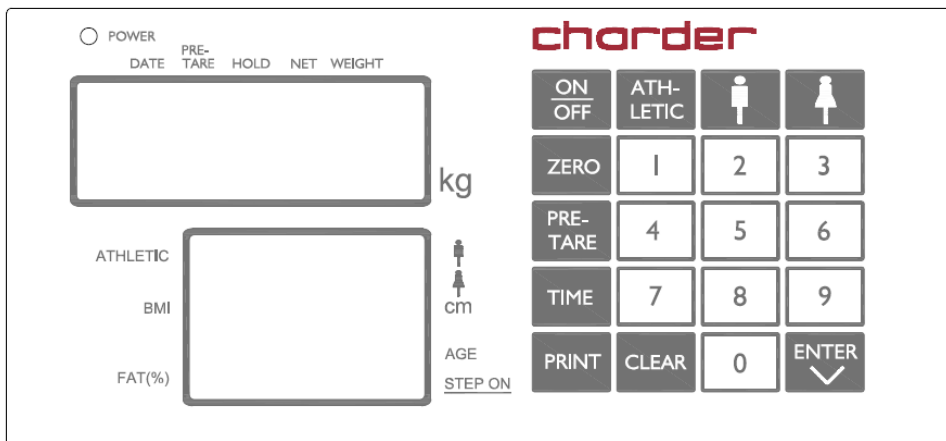 POWER
DATE PRE-TARE HOLD NET WEIGHT
kg
ATHLETIC
BMI
cm
AGE
FAT(%)
STEP ON
charder
ON OFF ATH-LETIC
ZERO 1 2 3
PRE-TARE 4 5 6
TIME 7 8 9
PRINT CLEAR 0 ENTER